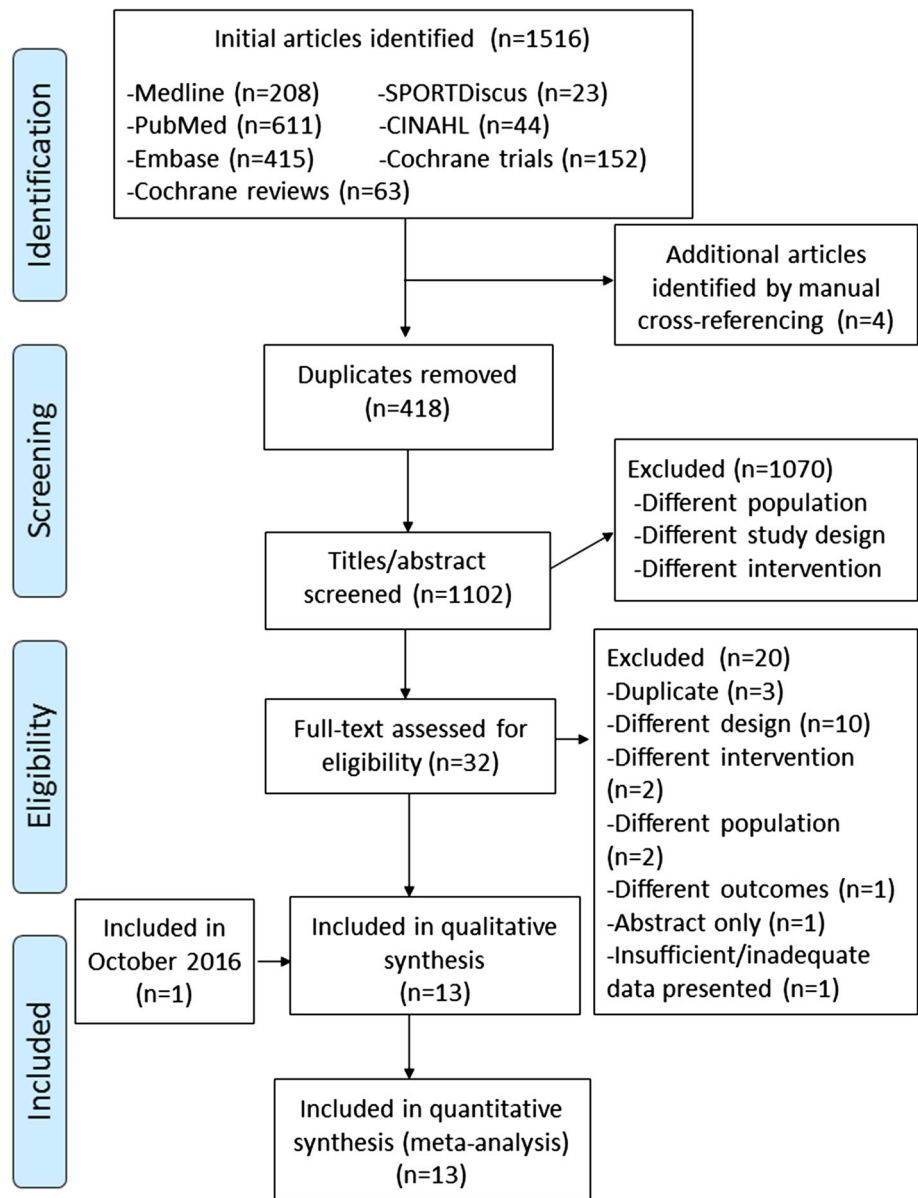 Identification
Initial articles identified (n=1516)
-Medline (n=208)
-SPORTDiscus (n=23)
-PubMed (n=611)
-CINAHL (n=44)
-Embase (n=415)
-Cochrane trials (n=152)
-Cochrane reviews (n=63)
Additional articles
identified by manual
cross-referencing (n=4)
Screening
Duplicates removed
(n=418)
Titles/abstract
screened (n=1102)
Excluded (n=1070)
-Different population
-Different study design
-Different intervention
Eligibility
Full-text assessed for
eligibility (n=32)
Excluded (n=20)
-Duplicate (n=3)
-Different design (n=10)
-Different intervention
(n=2)
-Different population
(n=2)
-Different outcomes (n=1)
-Abstract only (n=1)
-Insufficient/inadequate
data presented (n=1)
Included
Included in
October 2016
(n=1)
Included in qualitative
synthesis
(n=13)
Included in quantitative
synthesis (meta-analysis)
(n=13)